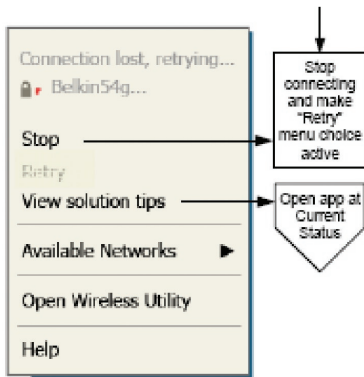 Connection lost, retrying...
Belkin54g...
Stop
Retry
View solution tips
Available Networks
Open Wireless Utility
Help
Stop
connecting
and make
"Retry"
menu choice
active
Open app at
Current
Status